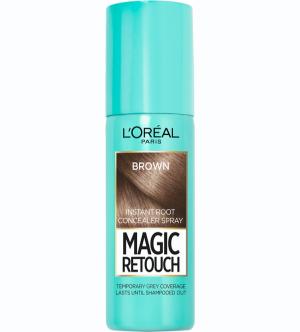 L'ORÉAL
PARIS
BROWN
INSTANT ROOT
CONCEALER SPRAY
MAGIC
RETOUCH
TEMPORARY GREY COVERAGE
LASTS UNTIL SHAMPOOED OUT